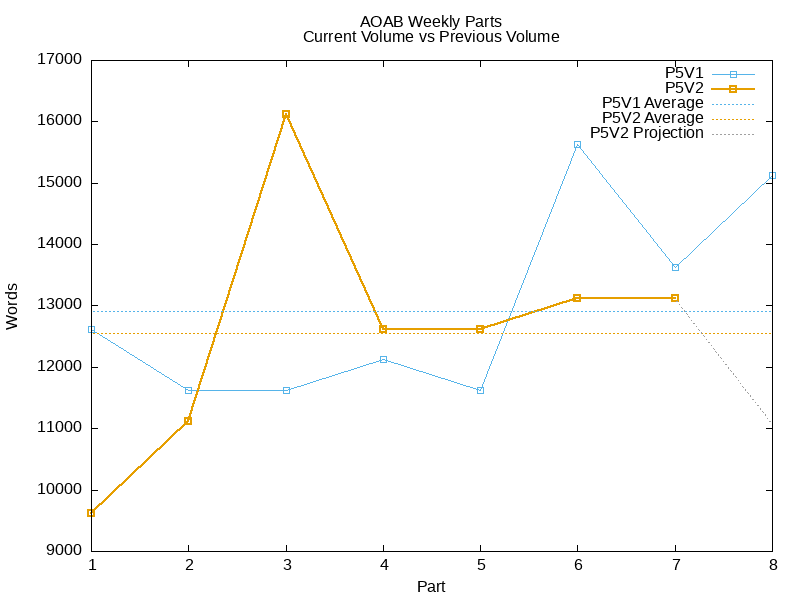 AOAB Weekly Parts
Current Volume vs Previous Volume
17000
16000
15000
14000
13000
12000
11000
10000
9000
Words
P5V1
P5V2
P5V1 Average
P5V2 Average
P5V2 Projection
1 2 3 4 5 6 7 8
Part